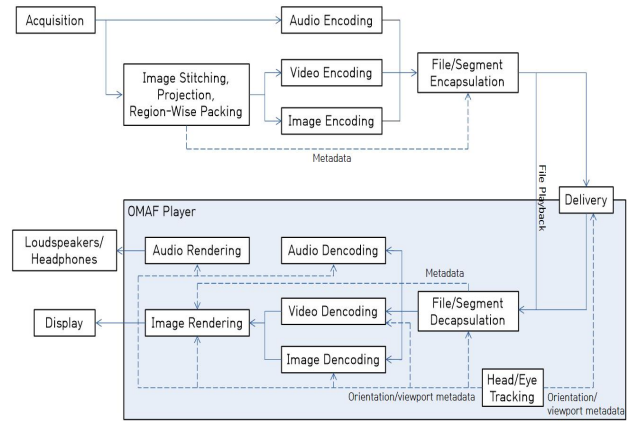 Acquisition
Audio Encoding
Image Stitching,
Projection,
Region-Wise Packing
Video Encoding
Image Encoding
File/Segment
Encapsulation
Metadata
File Playback
Delivery
OMAF Player
Loudspeakers/
Headphones
Audio Rendering
Audio Dencoding
Metadata
Display
Image Rendering
Video Dencoding
File/Segment
Decapsulation
Image Dencoding
Head/Eye
Tracking
Orientation/viewport metadata
Orientation/
viewport metadata